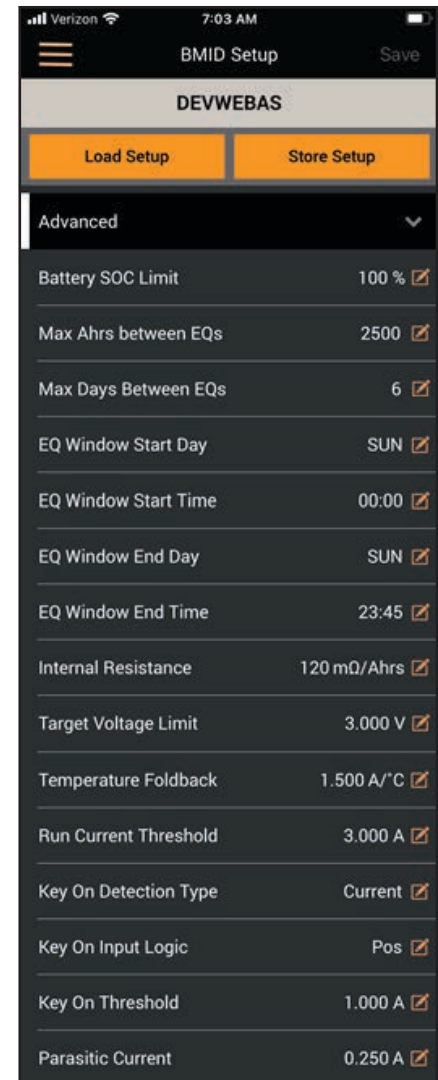 Verizon 7:03 AM
BMID Setup Save
DEVWEBAS
Load Setup Store Setup
Advanced
Battery SOC Limit 100 %
Max Ahrs between EQs 2500
Max Days Between EQs 6
EQ Window Start Day SUN
EQ Window Start Time 00:00
EQ Window End Day SUN
EQ Window End Time 23:45
Internal Resistance 120 mΩ/Ahrs
Target Voltage Limit 3.000 V
Temperature Foldback 1.500 A/°C
Run Current Threshold 3.000 A
Key On Detection Type Current
Key On Input Logic Pos
Key On Threshold 1.000 A
Parasitic Current 0.250 A